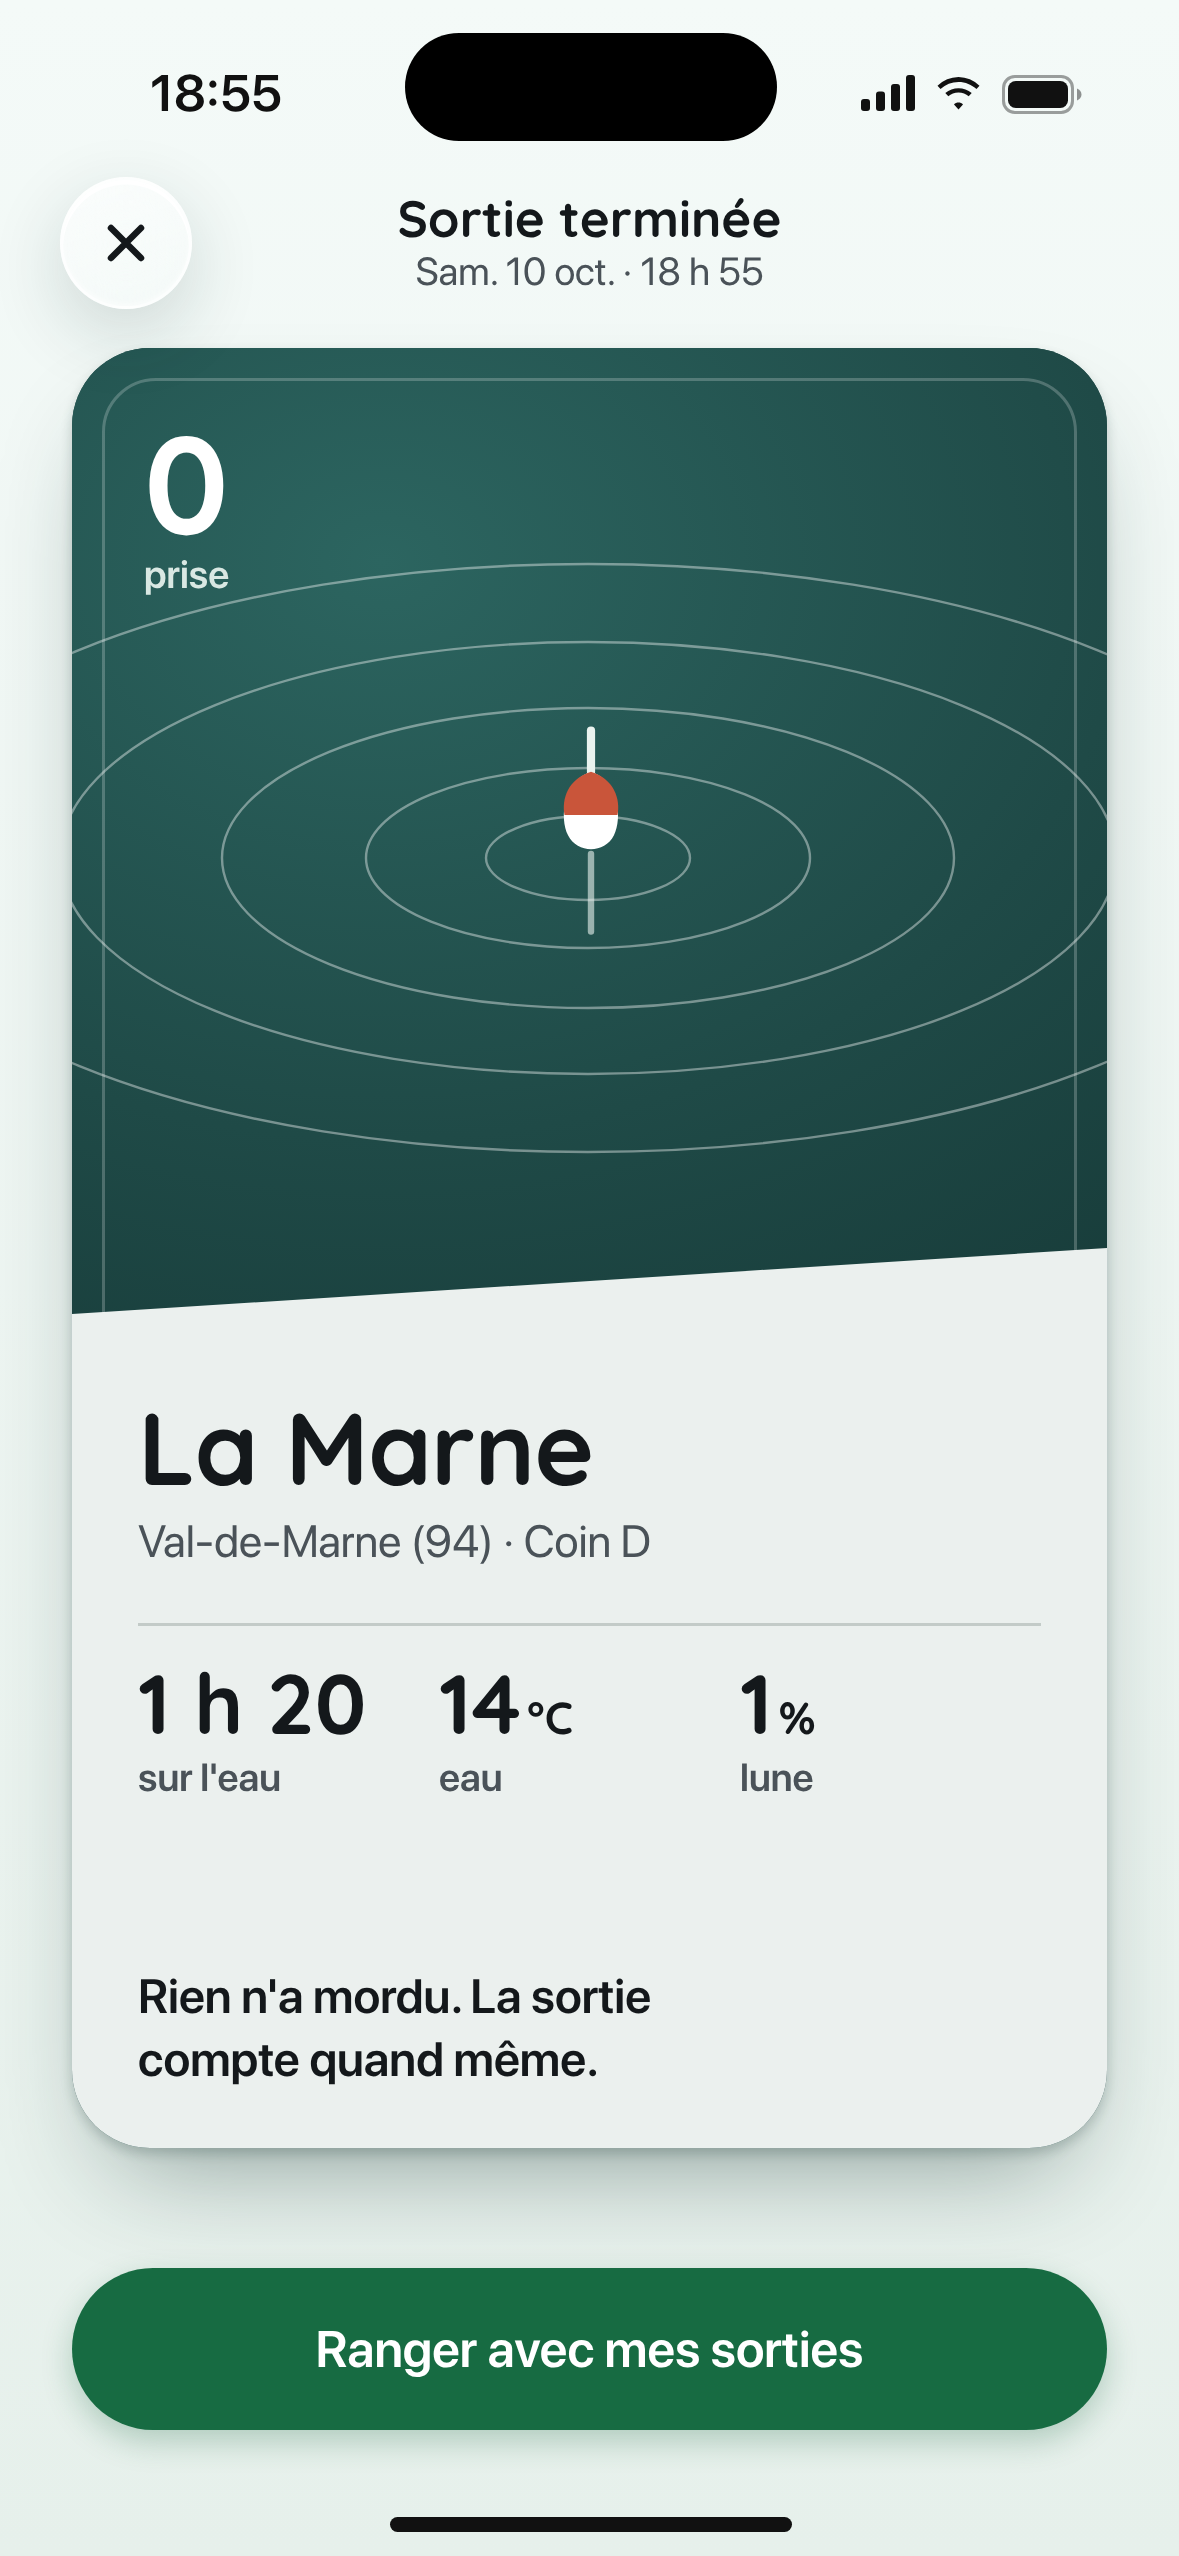 18:55
Sortie terminée
Sam. 10 oct. · 18 h 55
0
prise
La Marne
Val-de-Marne (94) · Coin D
1 h 20 14 °C 1 %
sur l'eau eau lune
Rien n'a mordu. La sortie
compte quand même.
Ranger avec mes sorties